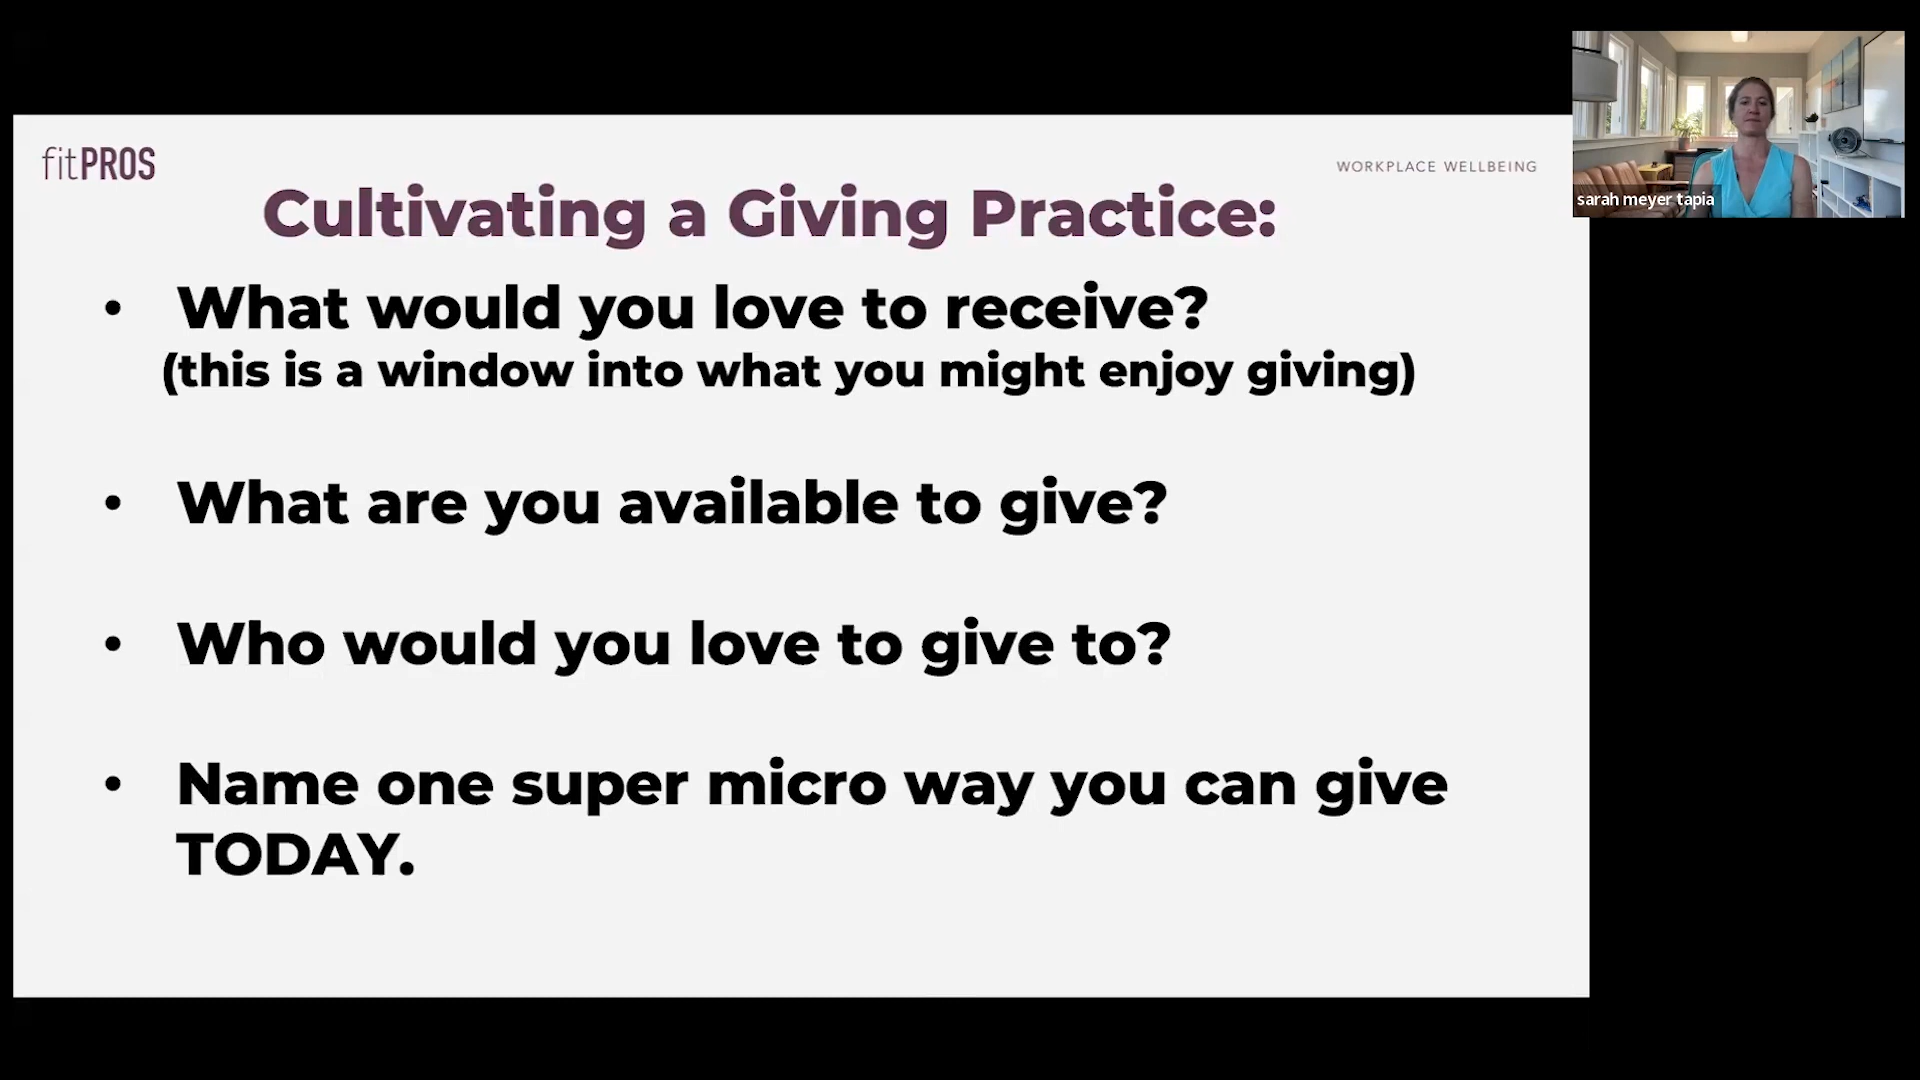 fitPROS
WORKPLACE WELLBEING
sarah meyer tapia
Cultivating a Giving Practice:
• What would you love to receive?
(this is a window into what you might enjoy giving)
• What are you available to give?
• Who would you love to give to?
• Name one super micro way you can give
TODAY.